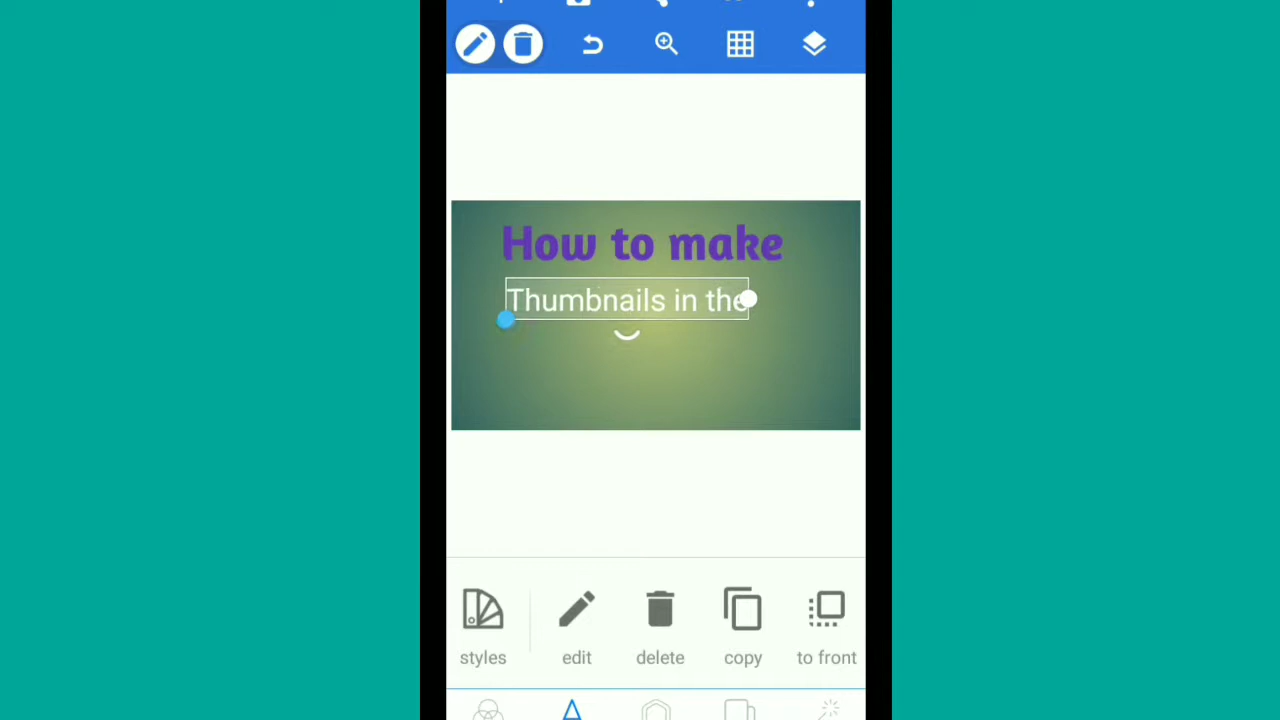 How to make
Thumbnails in the
styles
edit
delete
copy
to front